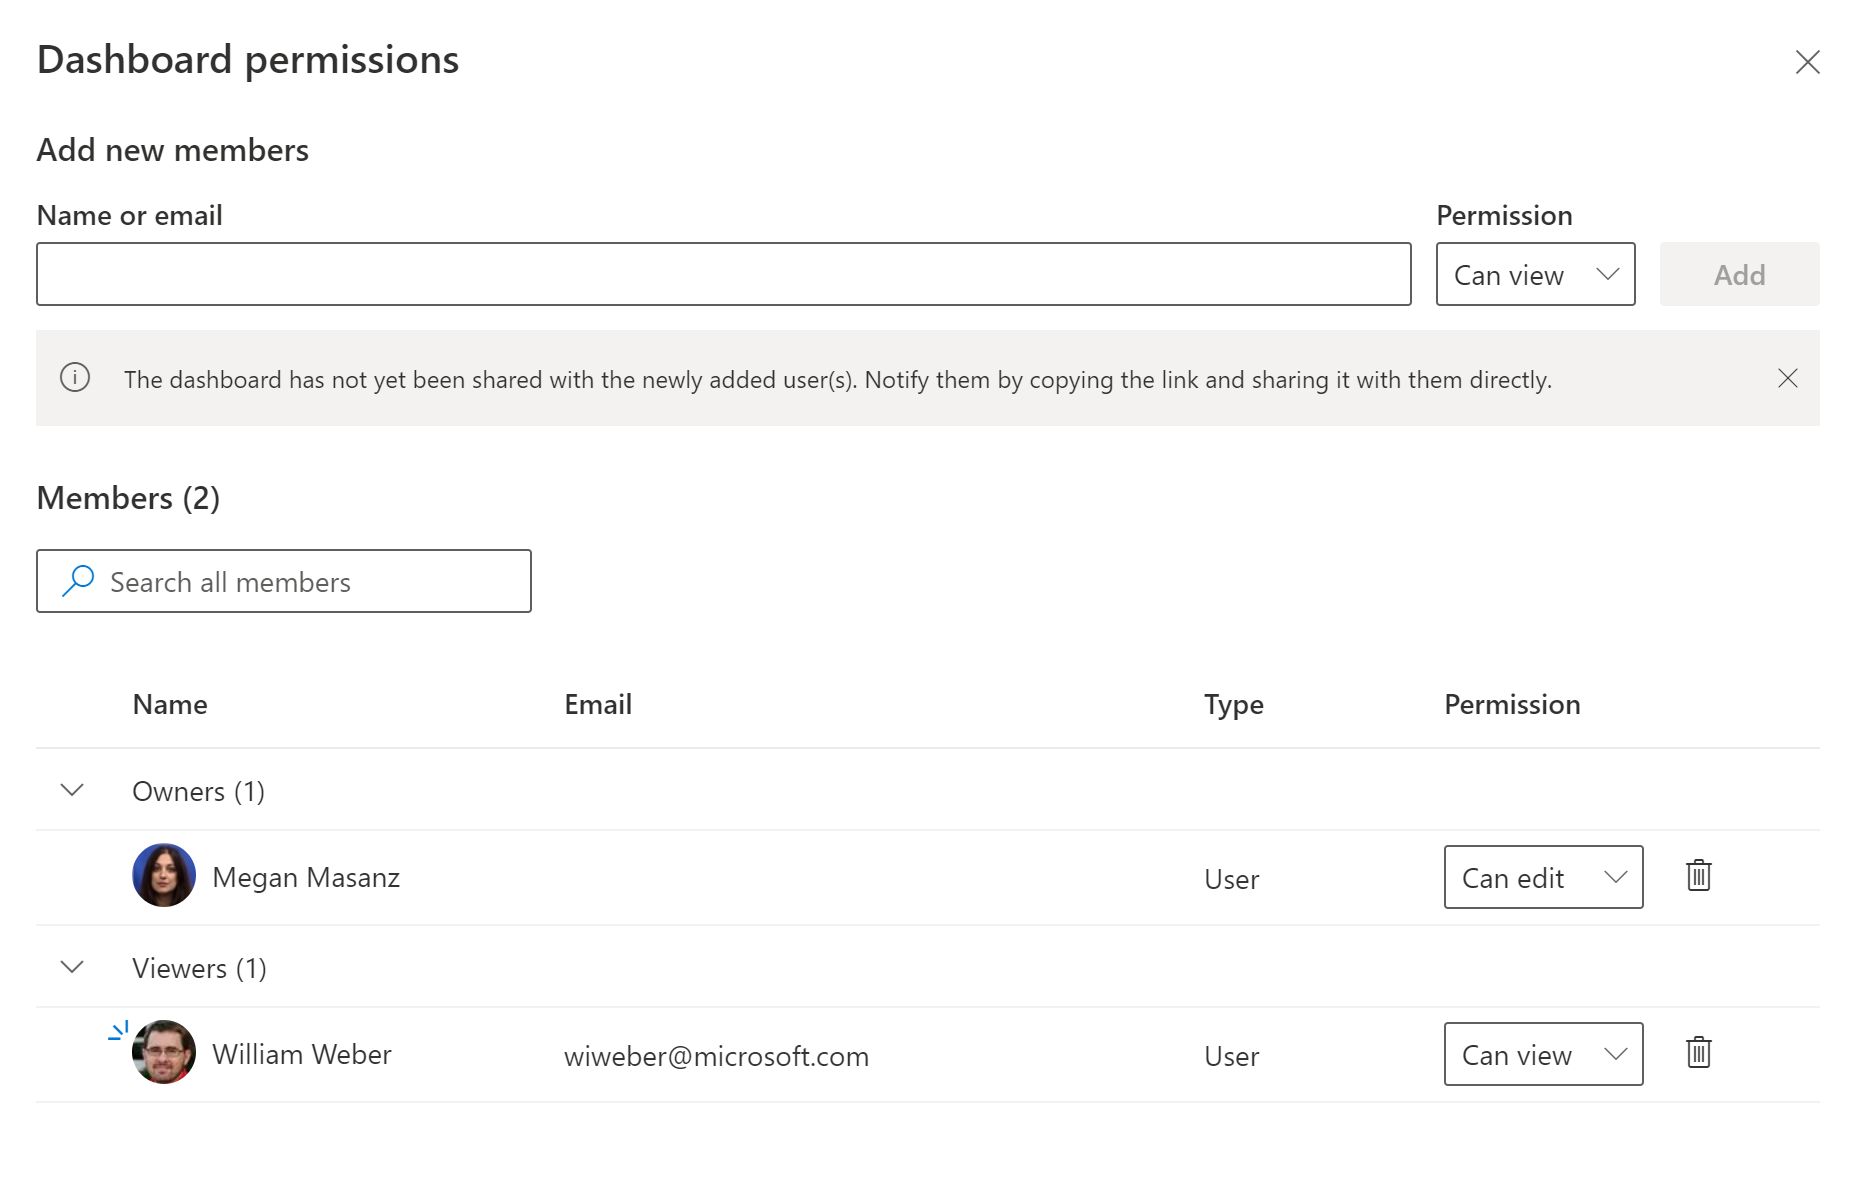 Dashboard permissions
Add new members
Name or email
Permission
Can view
Add
The dashboard has not yet been shared with the newly added user(s). Notify them by copying the link and sharing it with them directly.
Members (2)
Search all members
Name Email Type Permission
Owners (1)
Megan Masanz User Can edit
Viewers (1)
William Weber wiweber@microsoft.com User Can view